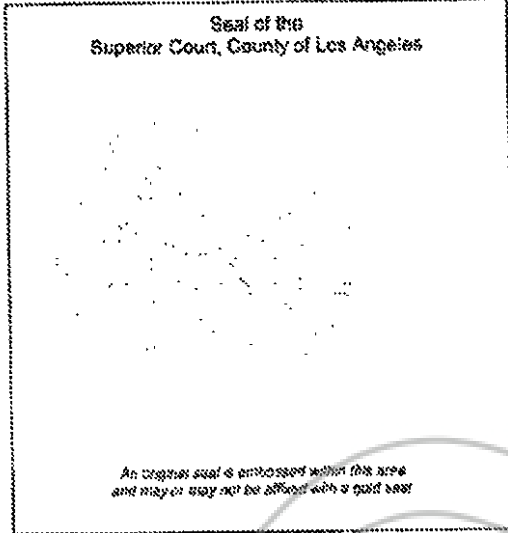 Seal of the
Superior Court, County of Los Angeles
An original seal is embossed within this area
and may or may not be affixed with a gold seal